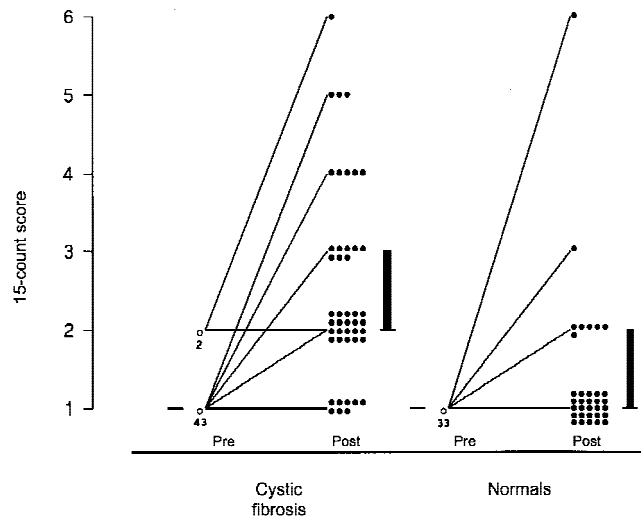 15-count score
6
5
4
3
2
1
2
43
33
Pre
Post
Pre
Post
Cystic
fibrosis
Normals